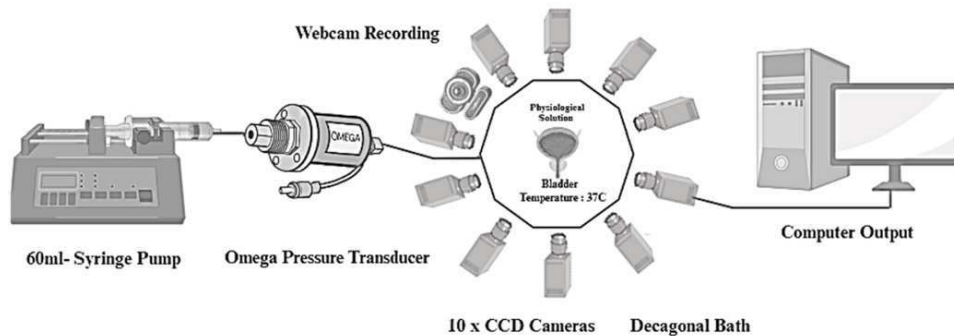 Webcam Recording
OMEGA
Physiological
Solution
Bladder
Temperature : 37C
60ml- Syringe Pump
Omega Pressure Transducer
Computer Output
10 x CCD Cameras
Decagonal Bath